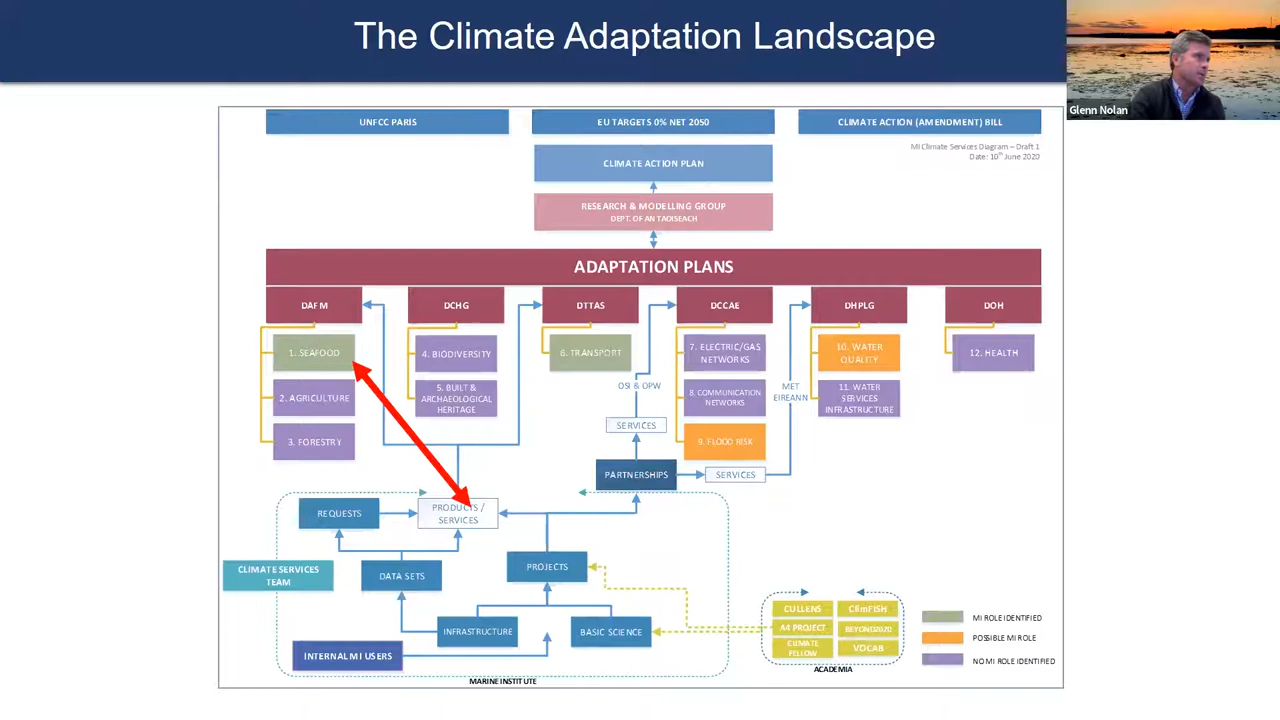 The Climate Adaptation Landscape
Glenn Nolan
UNFCC PARIS
EU TARGETS 0% NET 2050
CLIMATE ACTION (AMENDMENT) BILL
MI Climate Services Diagram – Draft 1
Date: 10th June 2020
CLIMATE ACTION PLAN
RESEARCH & MODELLING GROUP
DEPT. OF AN TAOISEACH
ADAPTATION PLANS
DAFM
DCHG
DTTAS
DCCAE
DHPLG
DOH
1. SEAFOOD
2. AGRICULTURE
3. FORESTRY
4. BIODIVERSITY
5. BUILT &
ARCHAEOLOGICAL
HERITAGE
6. TRANSPORT
7. ELECTRIC/GAS
NETWORKS
8. COMMUNICATION
NETWORKS
9. FLOOD RISK
10. WATER
QUALITY
11. WATER
SERVICES
INFRASTRUCTURE
12. HEALTH
OSI & OPW
MET
EIREANN
SERVICES
PARTNERSHIPS
SERVICES
REQUESTS
PRODUCTS /
SERVICES
CLIMATE SERVICES
TEAM
DATA SETS
PROJECTS
INFRASTRUCTURE
BASIC SCIENCE
INTERNAL MI USERS
MARINE INSTITUTE
CULLENS
ClimFISH
A4 PROJECT
BEYOND2020
CLIMATE
FELLOW
VOCAB
ACADEMIA
MI ROLE IDENTIFIED
POSSIBLE MI ROLE
NO MI ROLE IDENTIFIED